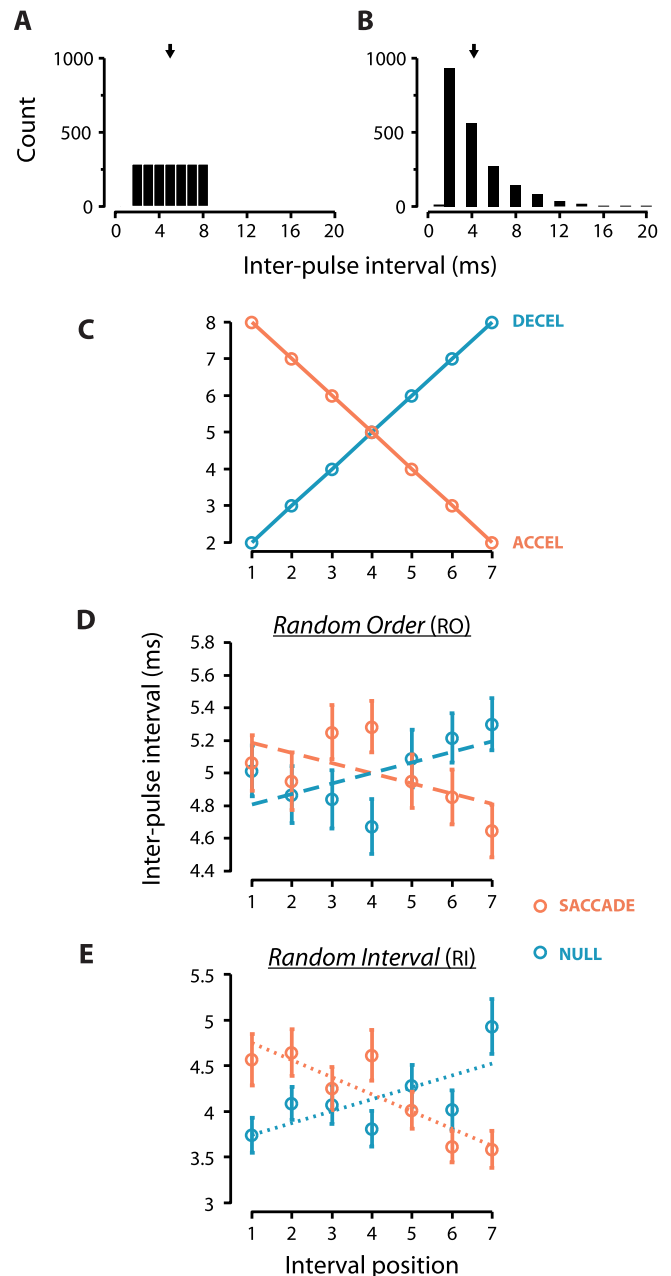 A
B
1000
500
0
Count
0 4 8 12 16 20
1000
500
0
0 4 8 12 16 20
Inter-pulse interval (ms)
C
8
7
6
5
4
3
2
1 2 3 4 5 6 7
DECEL
ACCEL
D
Random Order (RO)
Inter-pulse interval (ms)
5.8
5.6
5.4
5.2
5
4.8
4.6
4.4
1 2 3 4 5 6 7
SACCADE
NULL
E
Random Interval (RI)
5.5
5
4.5
4
3.5
3
1 2 3 4 5 6 7
Interval position